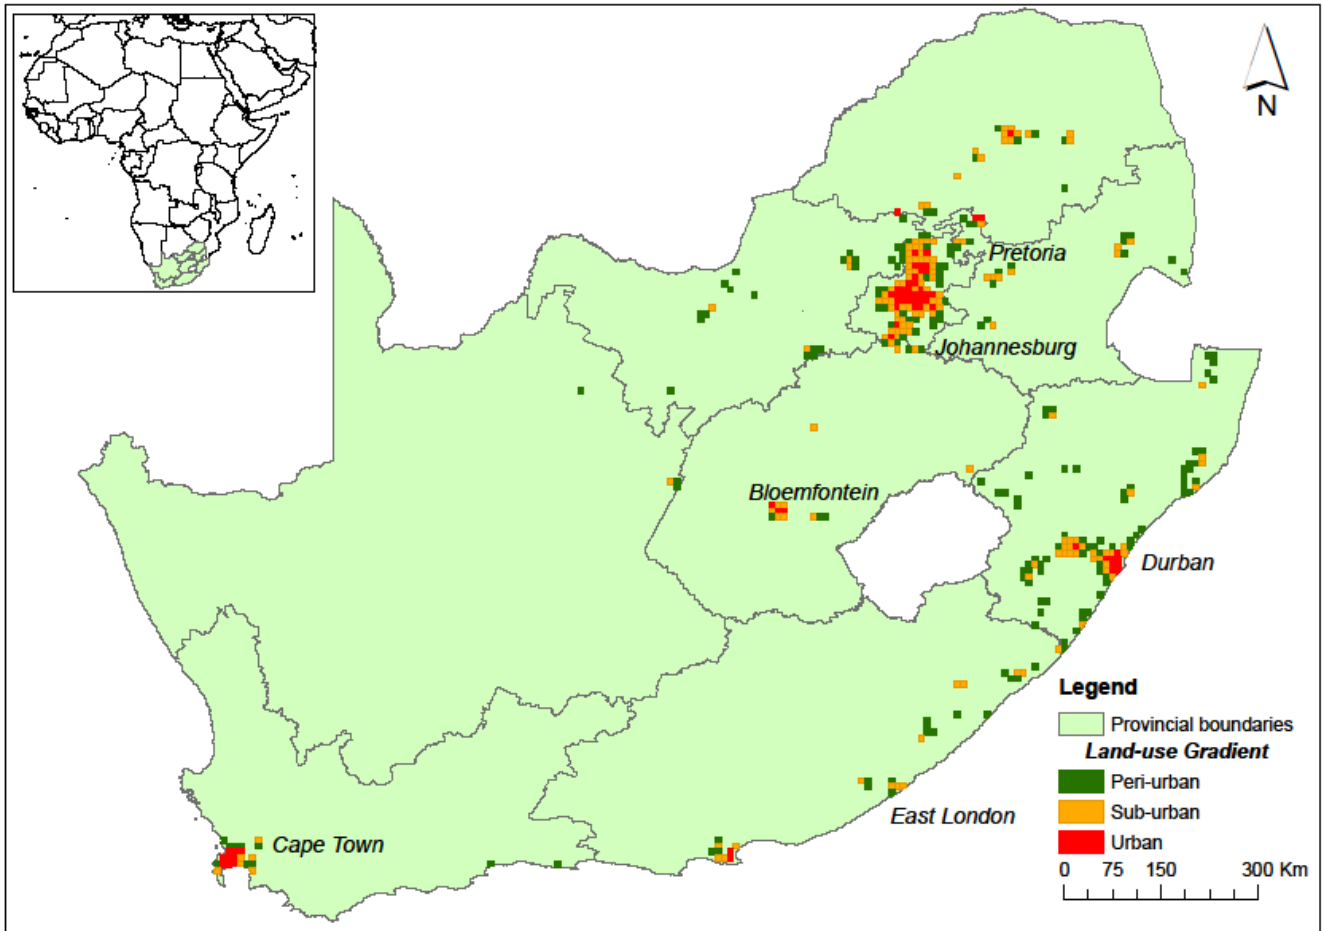 N
Pretoria
Johannesburg
Bloemfontein
Durban
Legend
Provincial boundaries
Land-use Gradient
Peri-urban
Sub-urban
Urban
0 75 150 300 Km
East London
Cape Town